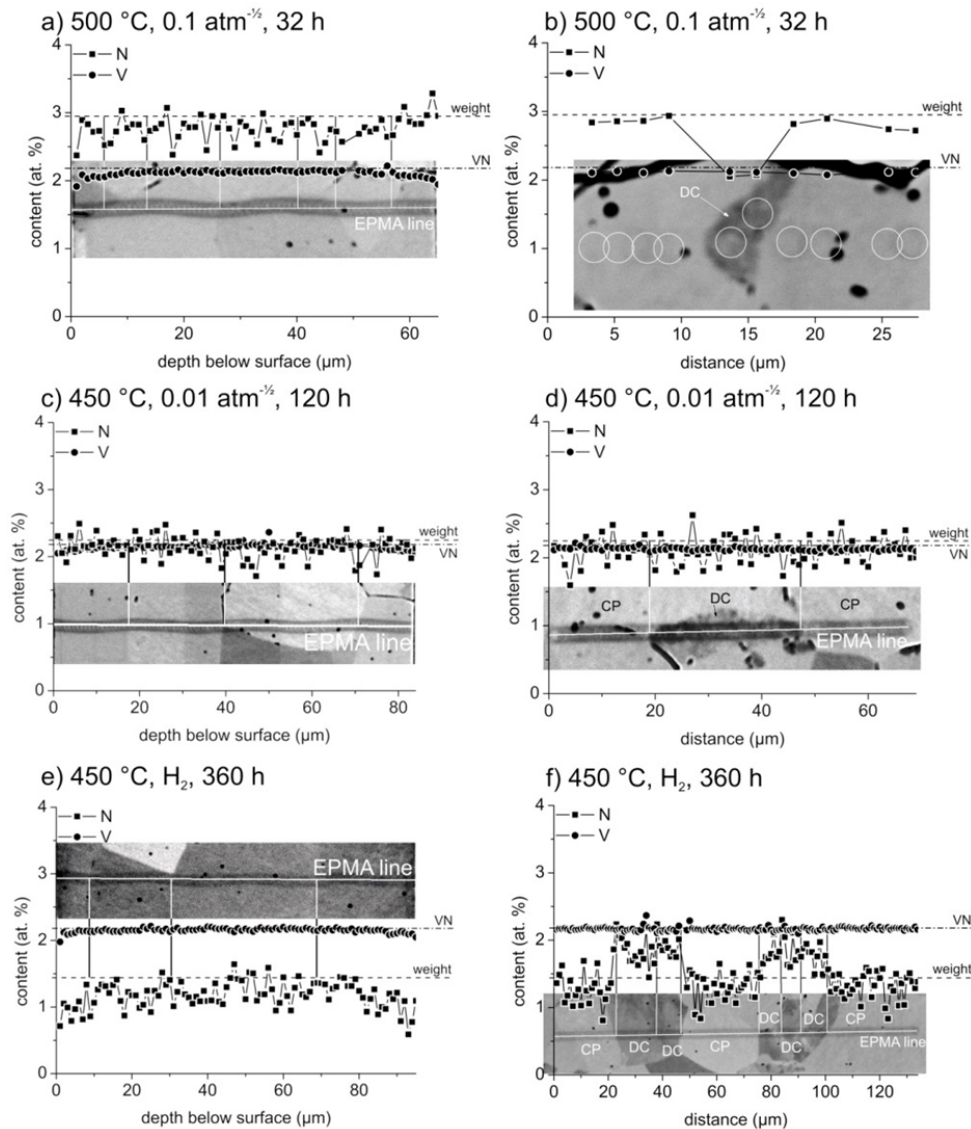 a) 500 °C, 0.1 atm⁻½, 32 h
N
V
content (at. %)
4
3
2
1
0
weight
VN
EPMA line
0 20 40 60
depth below surface (µm)
b) 500 °C, 0.1 atm⁻½, 32 h
N
V
content (at. %)
4
3
2
1
0
weight
VN
DC
0 5 10 15 20 25
distance (µm)
c) 450 °C, 0.01 atm⁻½, 120 h
N
V
content (at. %)
4
3
2
1
0
weight
VN
EPMA line
0 20 40 60 80
depth below surface (µm)
d) 450 °C, 0.01 atm⁻½, 120 h
N
V
content (at. %)
4
3
2
1
0
weight
VN
CP DC CP
EPMA line
0 20 40 60
distance (µm)
e) 450 °C, H₂, 360 h
N
V
content (at. %)
4
3
2
1
0
EPMA line
VN
weight
0 20 40 60 80
depth below surface (µm)
f) 450 °C, H₂, 360 h
N
V
content (at. %)
4
3
2
1
0
VN
weight
CP DC DC CP DC DC DC CP
EPMA line
0 20 40 60 80 100 120
distance (µm)